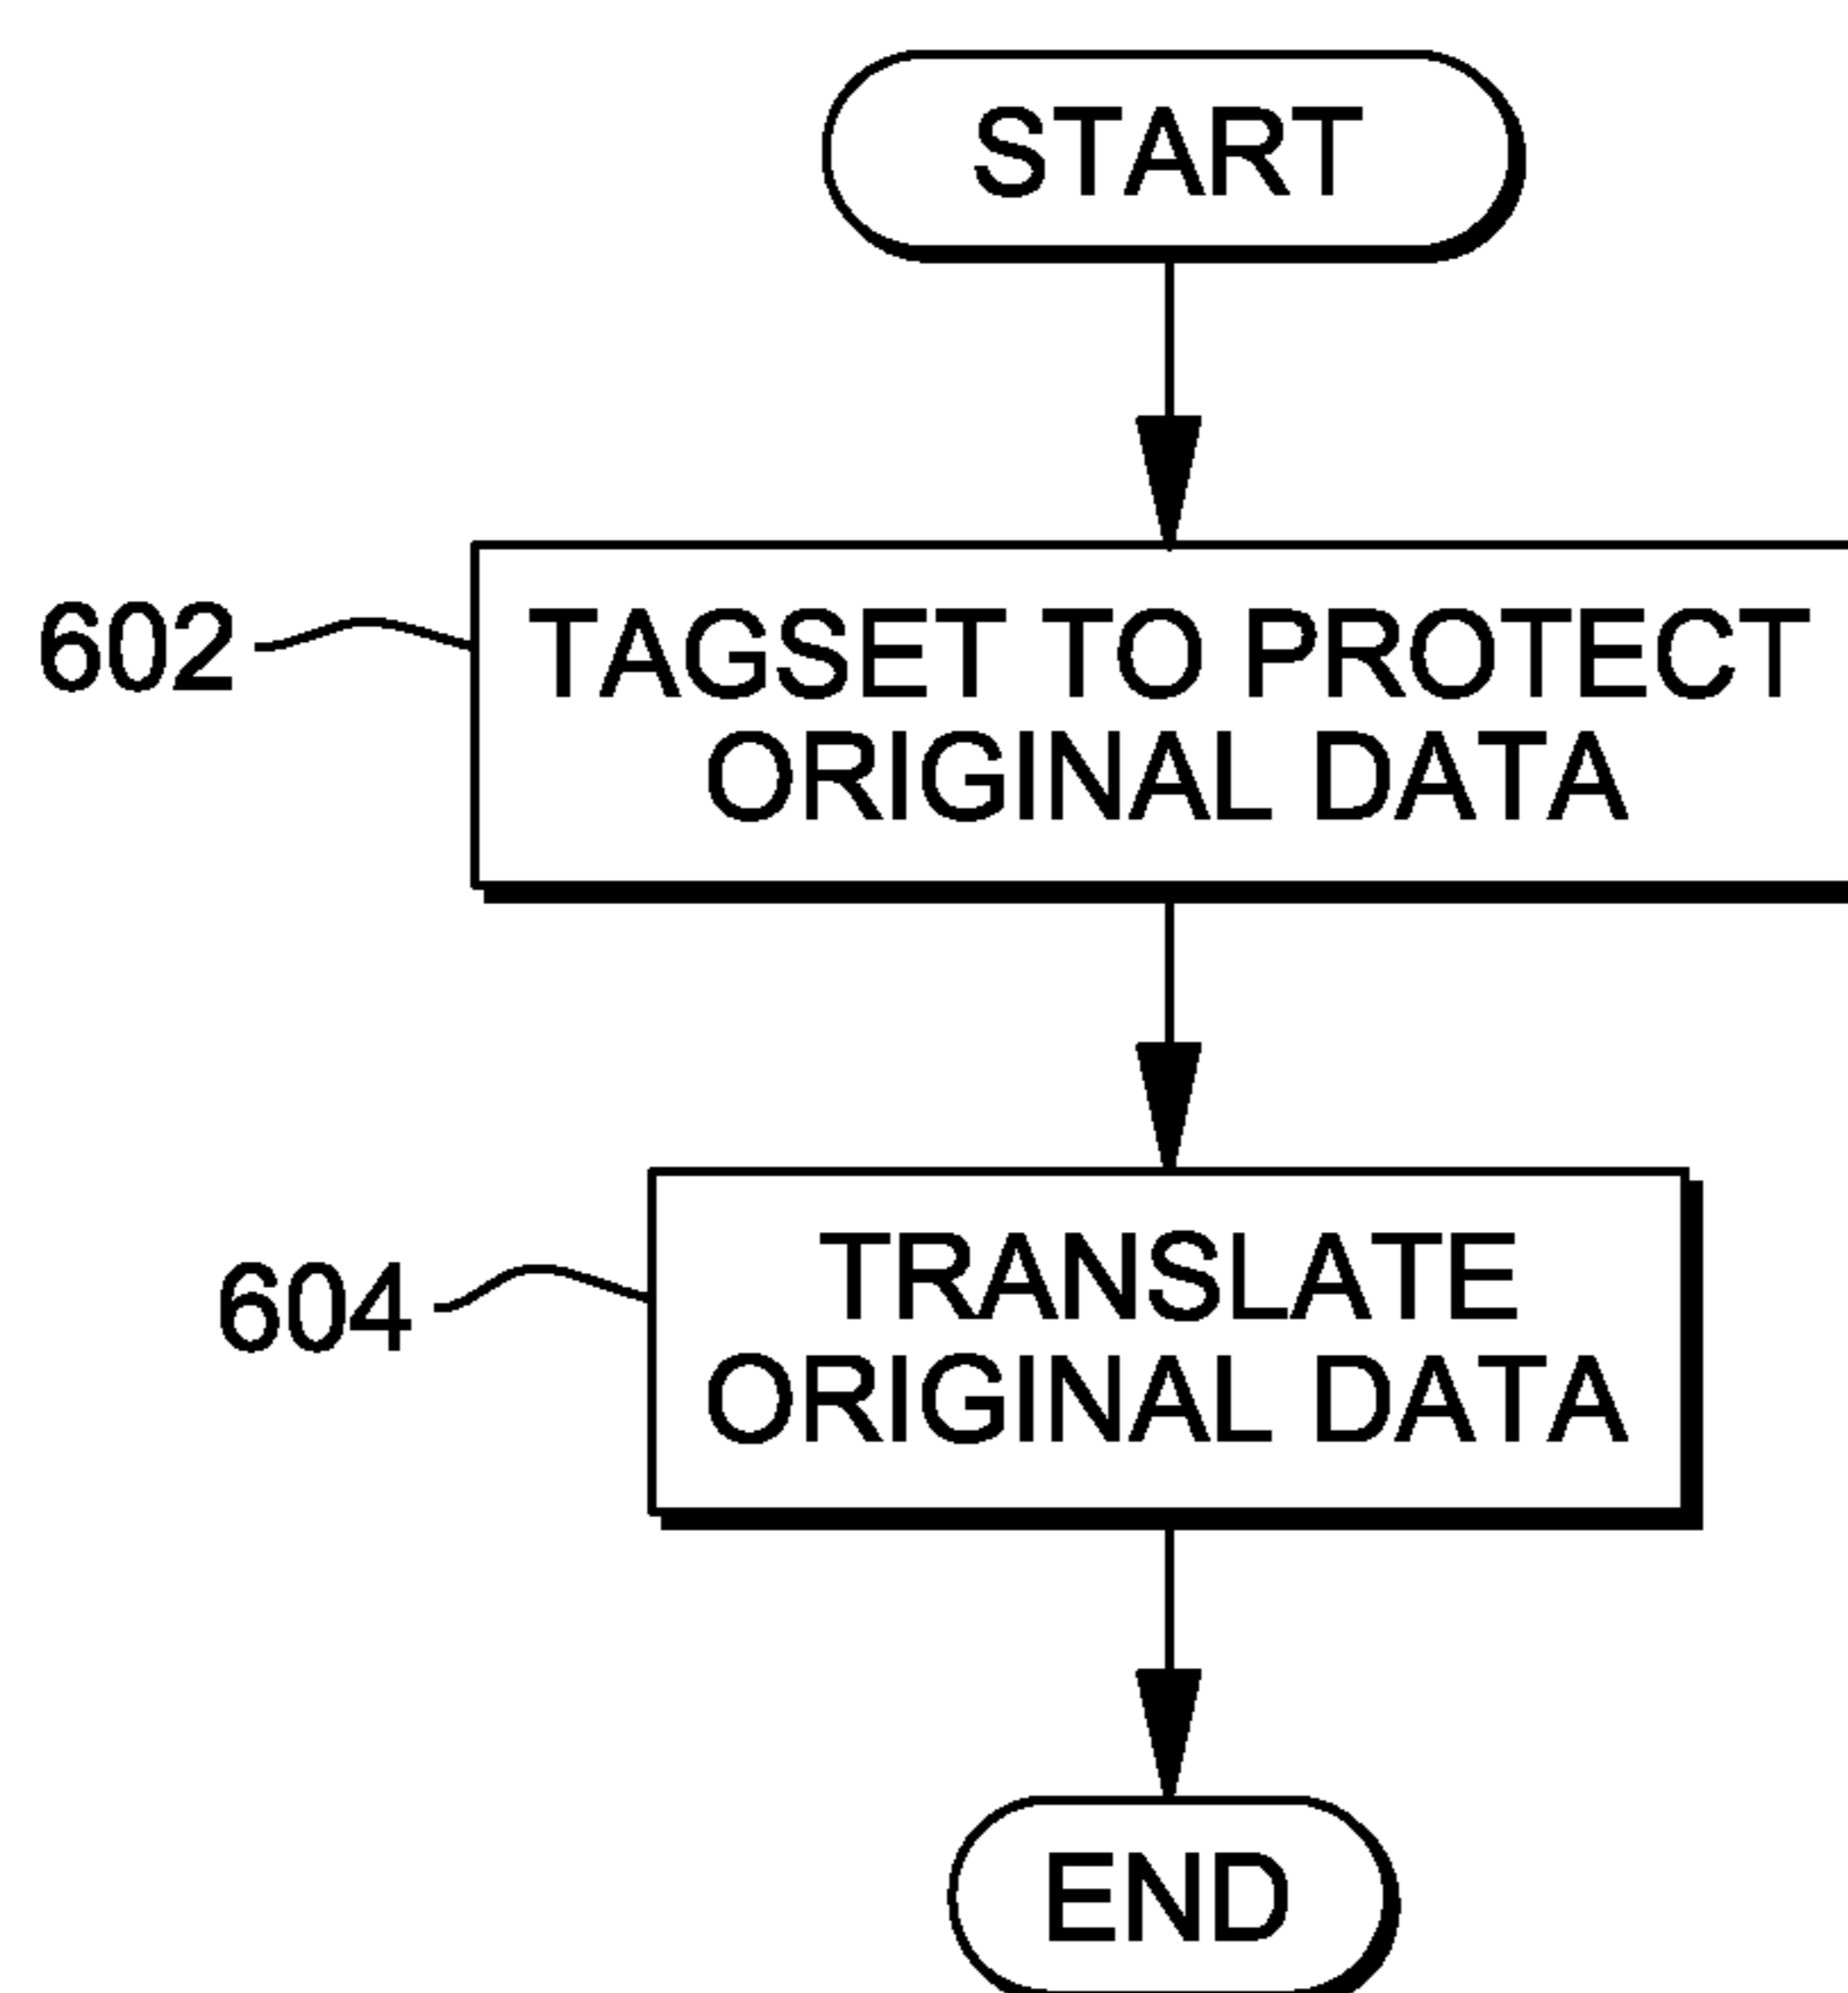 START
602
TAGSET TO PROTECT
ORIGINAL DATA
604
TRANSLATE
ORIGINAL DATA
END